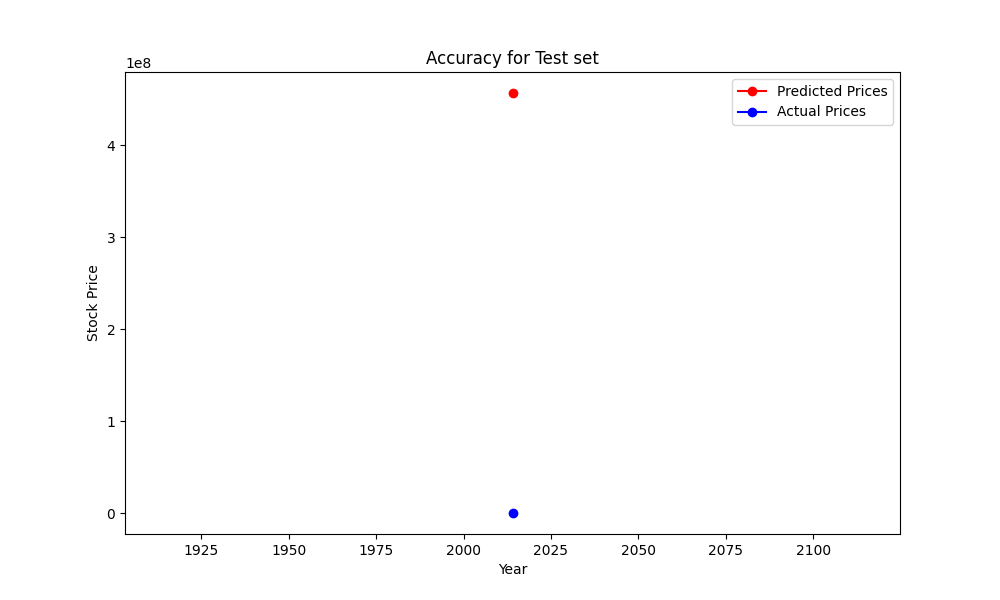 Accuracy for Test set
1e8
Predicted Prices
Actual Prices
4
3
2
1
0
Stock Price
1925 1950 1975 2000 2025 2050 2075 2100
Year